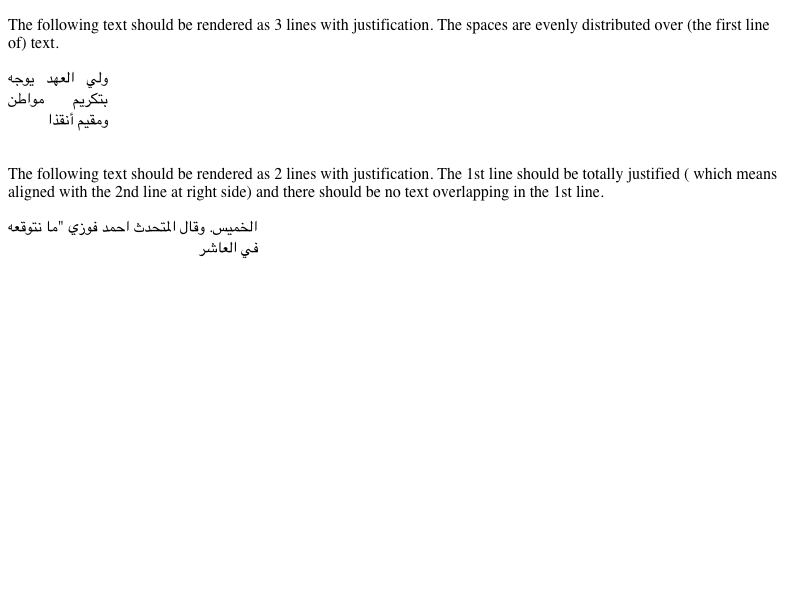 The following text should be rendered as 3 lines with justification. The spaces are evenly distributed over (the first line
of) text.
ولي العهد يوجه
بتكريم مواطن
ومقيم أنقذا
The following text should be rendered as 2 lines with justification. The 1st line should be totally justified ( which means
aligned with the 2nd line at right side) and there should be no text overlapping in the 1st line.
الخميس. وقال المتحدث احمد فوزي "ما نتوقعه
في العاشر